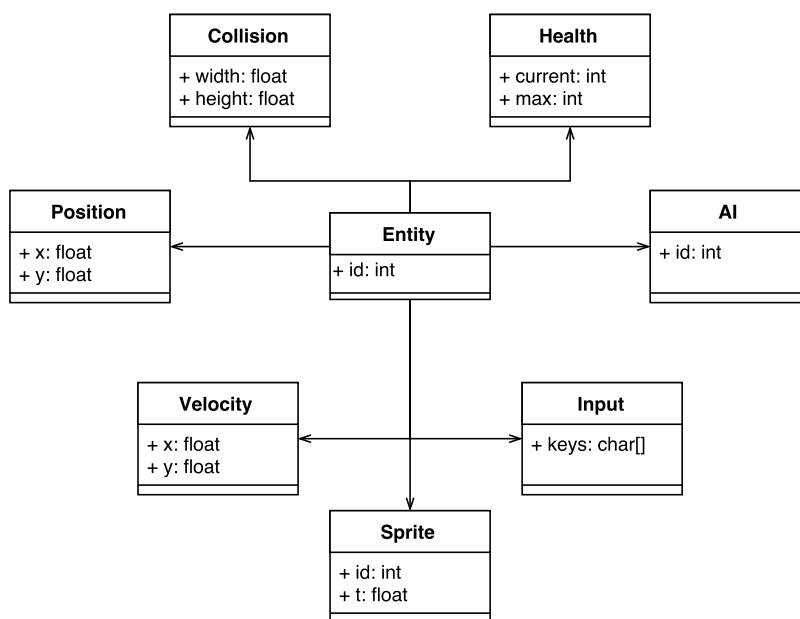 Collision
+ width: float
+ height: float
Health
+ current: int
+ max: int
Position
+ x: float
+ y: float
Entity
+ id: int
AI
+ id: int
Velocity
+ x: float
+ y: float
Input
+ keys: char[]
Sprite
+ id: int
+ t: float